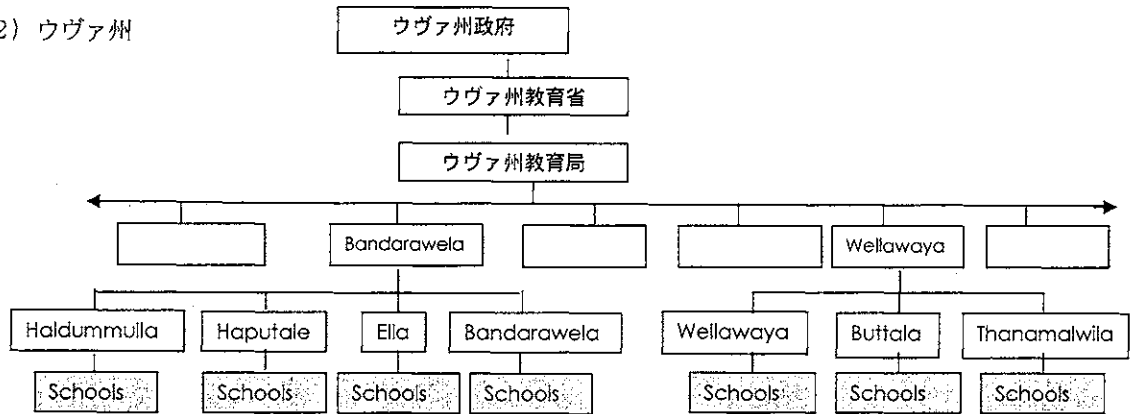 2) ウヴァ州
ウヴァ州政府
ウヴァ州教育省
ウヴァ州教育局
Bandarawela
Wellawaya
Haldummulla
Haputale
Ella
Bandarawela
Wellawaya
Buttala
Thanamalwila
Schools
Schools
Schools
Schools
Schools
Schools
Schools